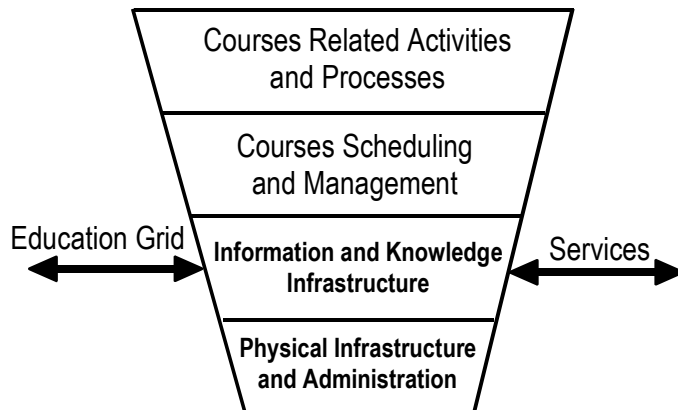 Courses Related Activities
and Processes
Courses Scheduling
and Management
Education Grid
Information and Knowledge
Infrastructure
Services
Physical Infrastructure
and Administration